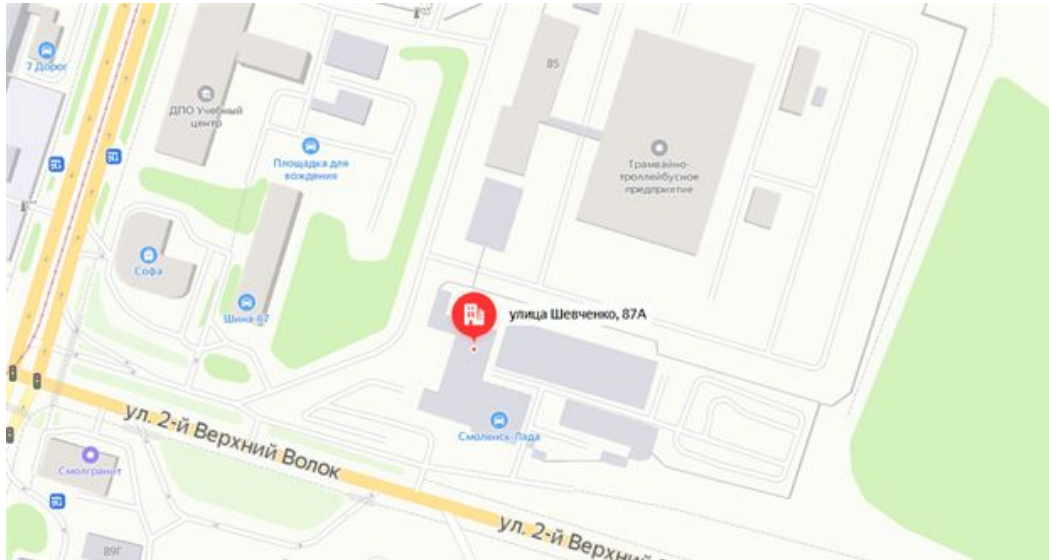 7 Дорог
ДПО Учебный
центр
Площадка для
вождения
85
Трамвайно-
троллейбусное
предприятие
Софа
Шина-67
улица Шевченко, 87А
Смоленск-Лада
ул. 2-й Верхний Волок
Смолгранит
89Г
ул. 2-й Верхний